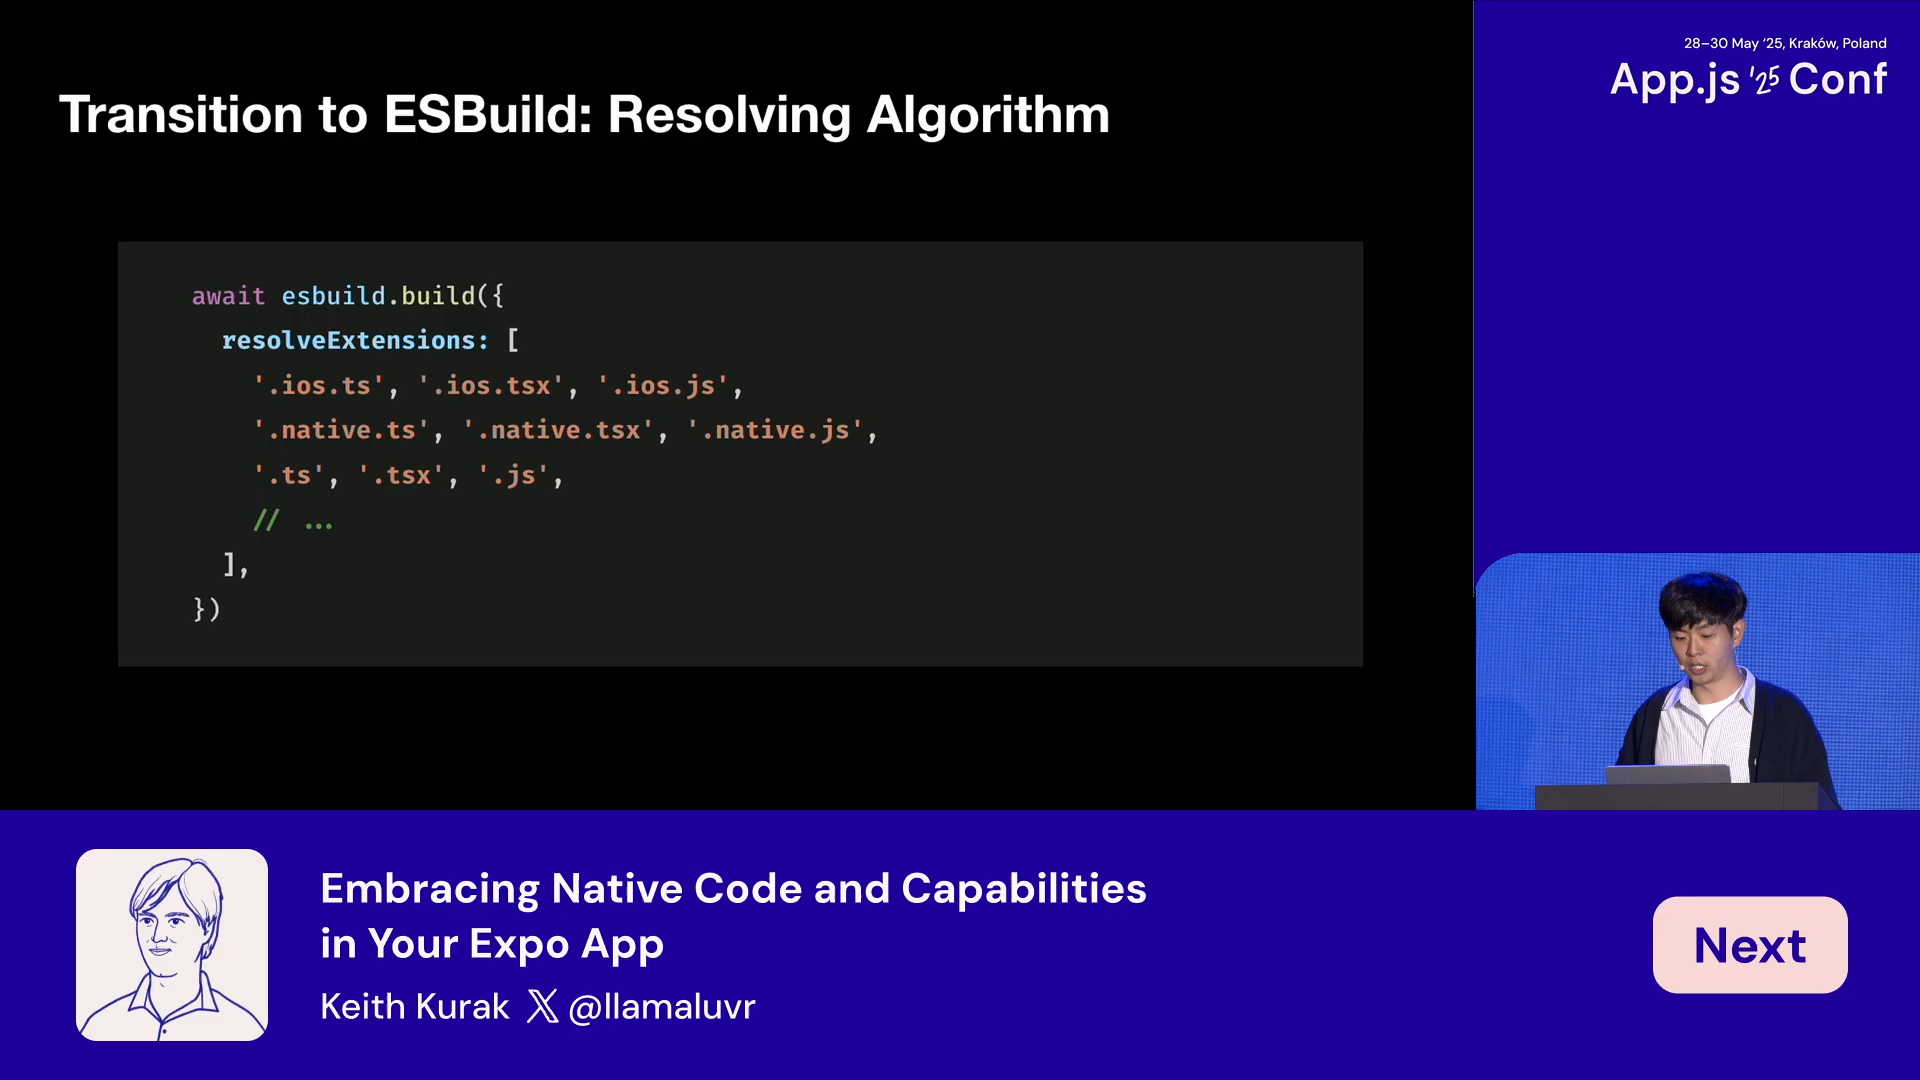 Transition to ESBuild: Resolving Algorithm
await esbuild.build({
resolveExtensions: [
'.ios.ts', '.ios.tsx', '.ios.js',
'.native.ts', '.native.tsx', '.native.js',
'.ts', '.tsx', '.js',
// ...
],
})
28–30 May '25, Kraków, Poland
App.js '25 Conf
Embracing Native Code and Capabilities
in Your Expo App
Keith Kurak X @llamaluvr
Next